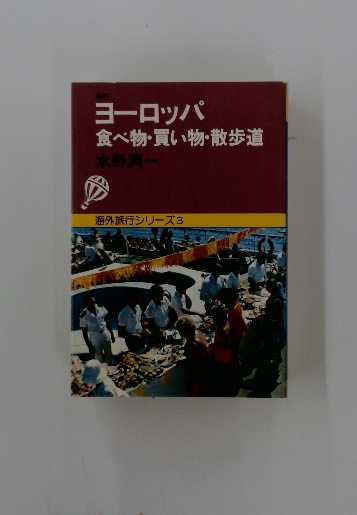 ヨーロッパ
食べ物・買い物・散歩道
水野潤一
海外旅行シリーズ3